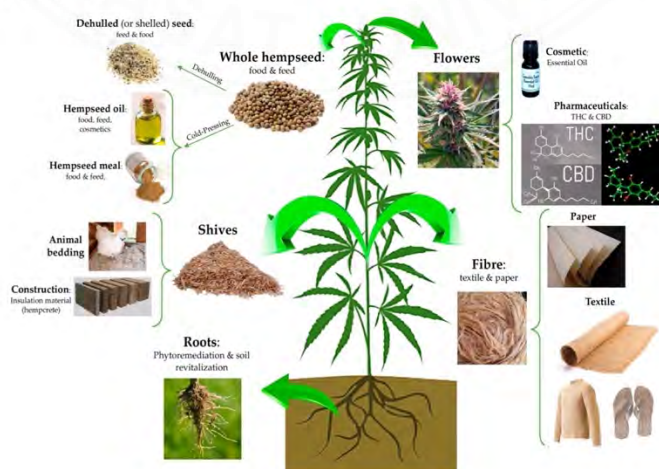 Dehulled (or shelled) seed:
feed & food
Whole hempseed:
food & feed
Dehulling
Cold-Pressing
Hempseed oil:
food, feed,
cosmetics
Hempseed meal:
food & feed,
Flowers
Cosmetic:
Essential Oil
Pharmaceuticals:
THC & CBD
THC
CBD
Animal
bedding
Construction:
Insulation material
(hempcrete)
Shives
Fibre:
textile & paper
Paper
Textile
Roots:
Phytoremediation & soil
revitalization